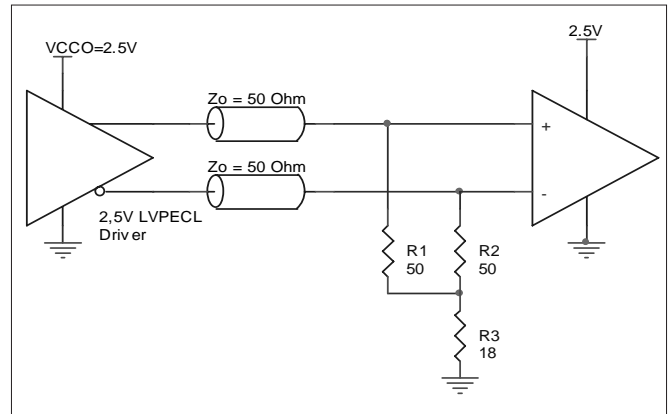 VCCO=2.5V
2.5V
Zo = 50 Ohm
+
Zo = 50 Ohm
-
2,5V LVPECL
Driver
R1
50
R2
50
R3
18